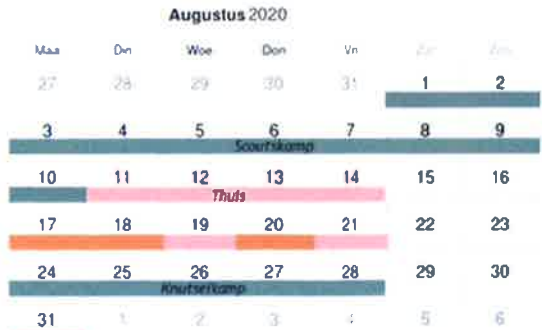 Augustus 2020
Maa Din Woe Don Vri Zat Zon
27 28 29 30 31 1 2
3 4 5 6 7 8 9
Scoutskamp
10 11 12 13 14 15 16
Thuis
17 18 19 20 21 22 23
24 25 26 27 28 29 30
Knutselkamp
31 1 2 3 4 5 6